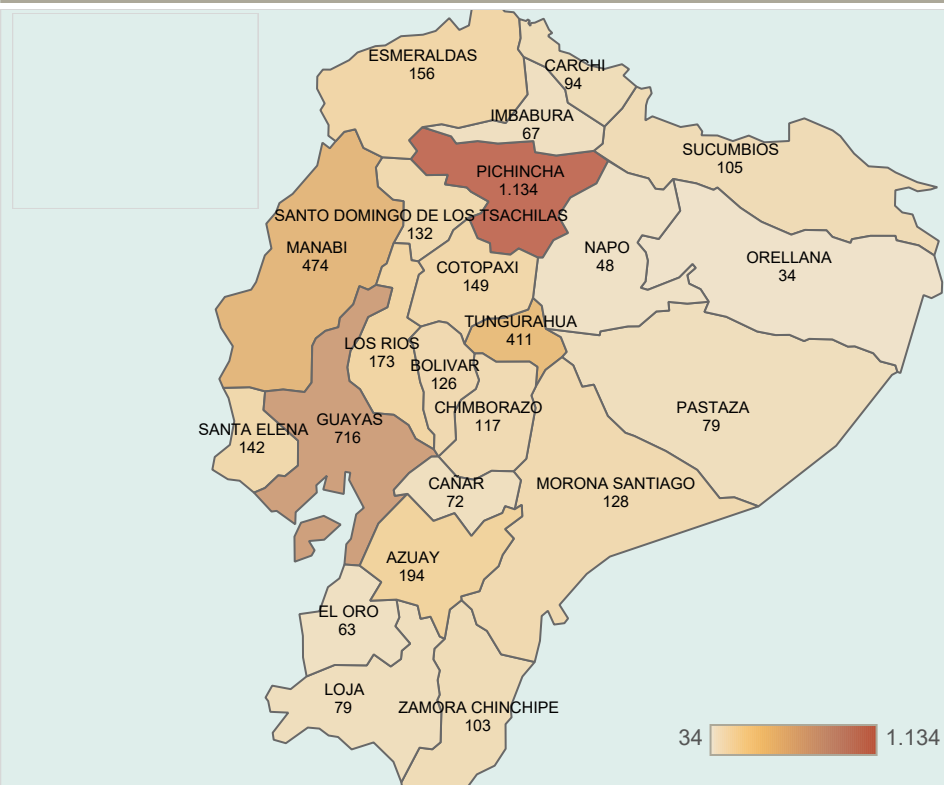 ESMERALDAS
156
CARCHI
94
IMBABURA
67
SUCUMBIOS
105
PICHINCHA
1.134
SANTO DOMINGO DE LOS TSACHILAS
132
MANABI
474
NAPO
48
ORELLANA
34
COTOPAXI
149
TUNGURAHUA
411
LOS RIOS
173
BOLIVAR
126
CHIMBORAZO
117
PASTAZA
79
SANTA ELENA
142
GUAYAS
716
CAÑAR
72
MORONA SANTIAGO
128
AZUAY
194
EL ORO
63
LOJA
79
ZAMORA CHINCHIPE
103
34
1.134